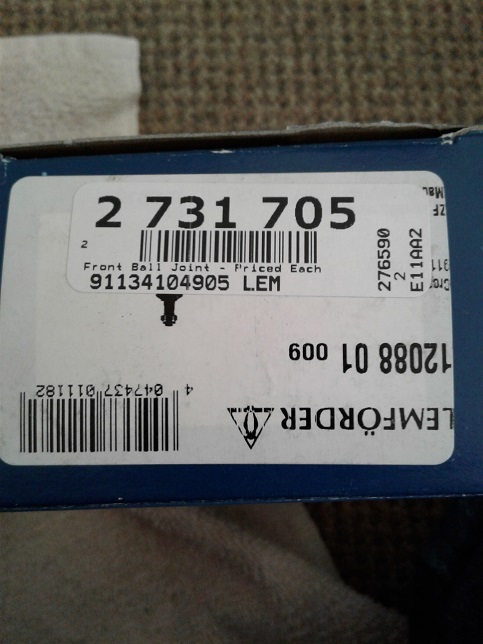 2 731 705
2
Front Ball Joint - Priced Each
91134104905 LEM
276590
2
E11AA2
12088 01 009
4 047437 011182
LEMFÖRDER
ZF